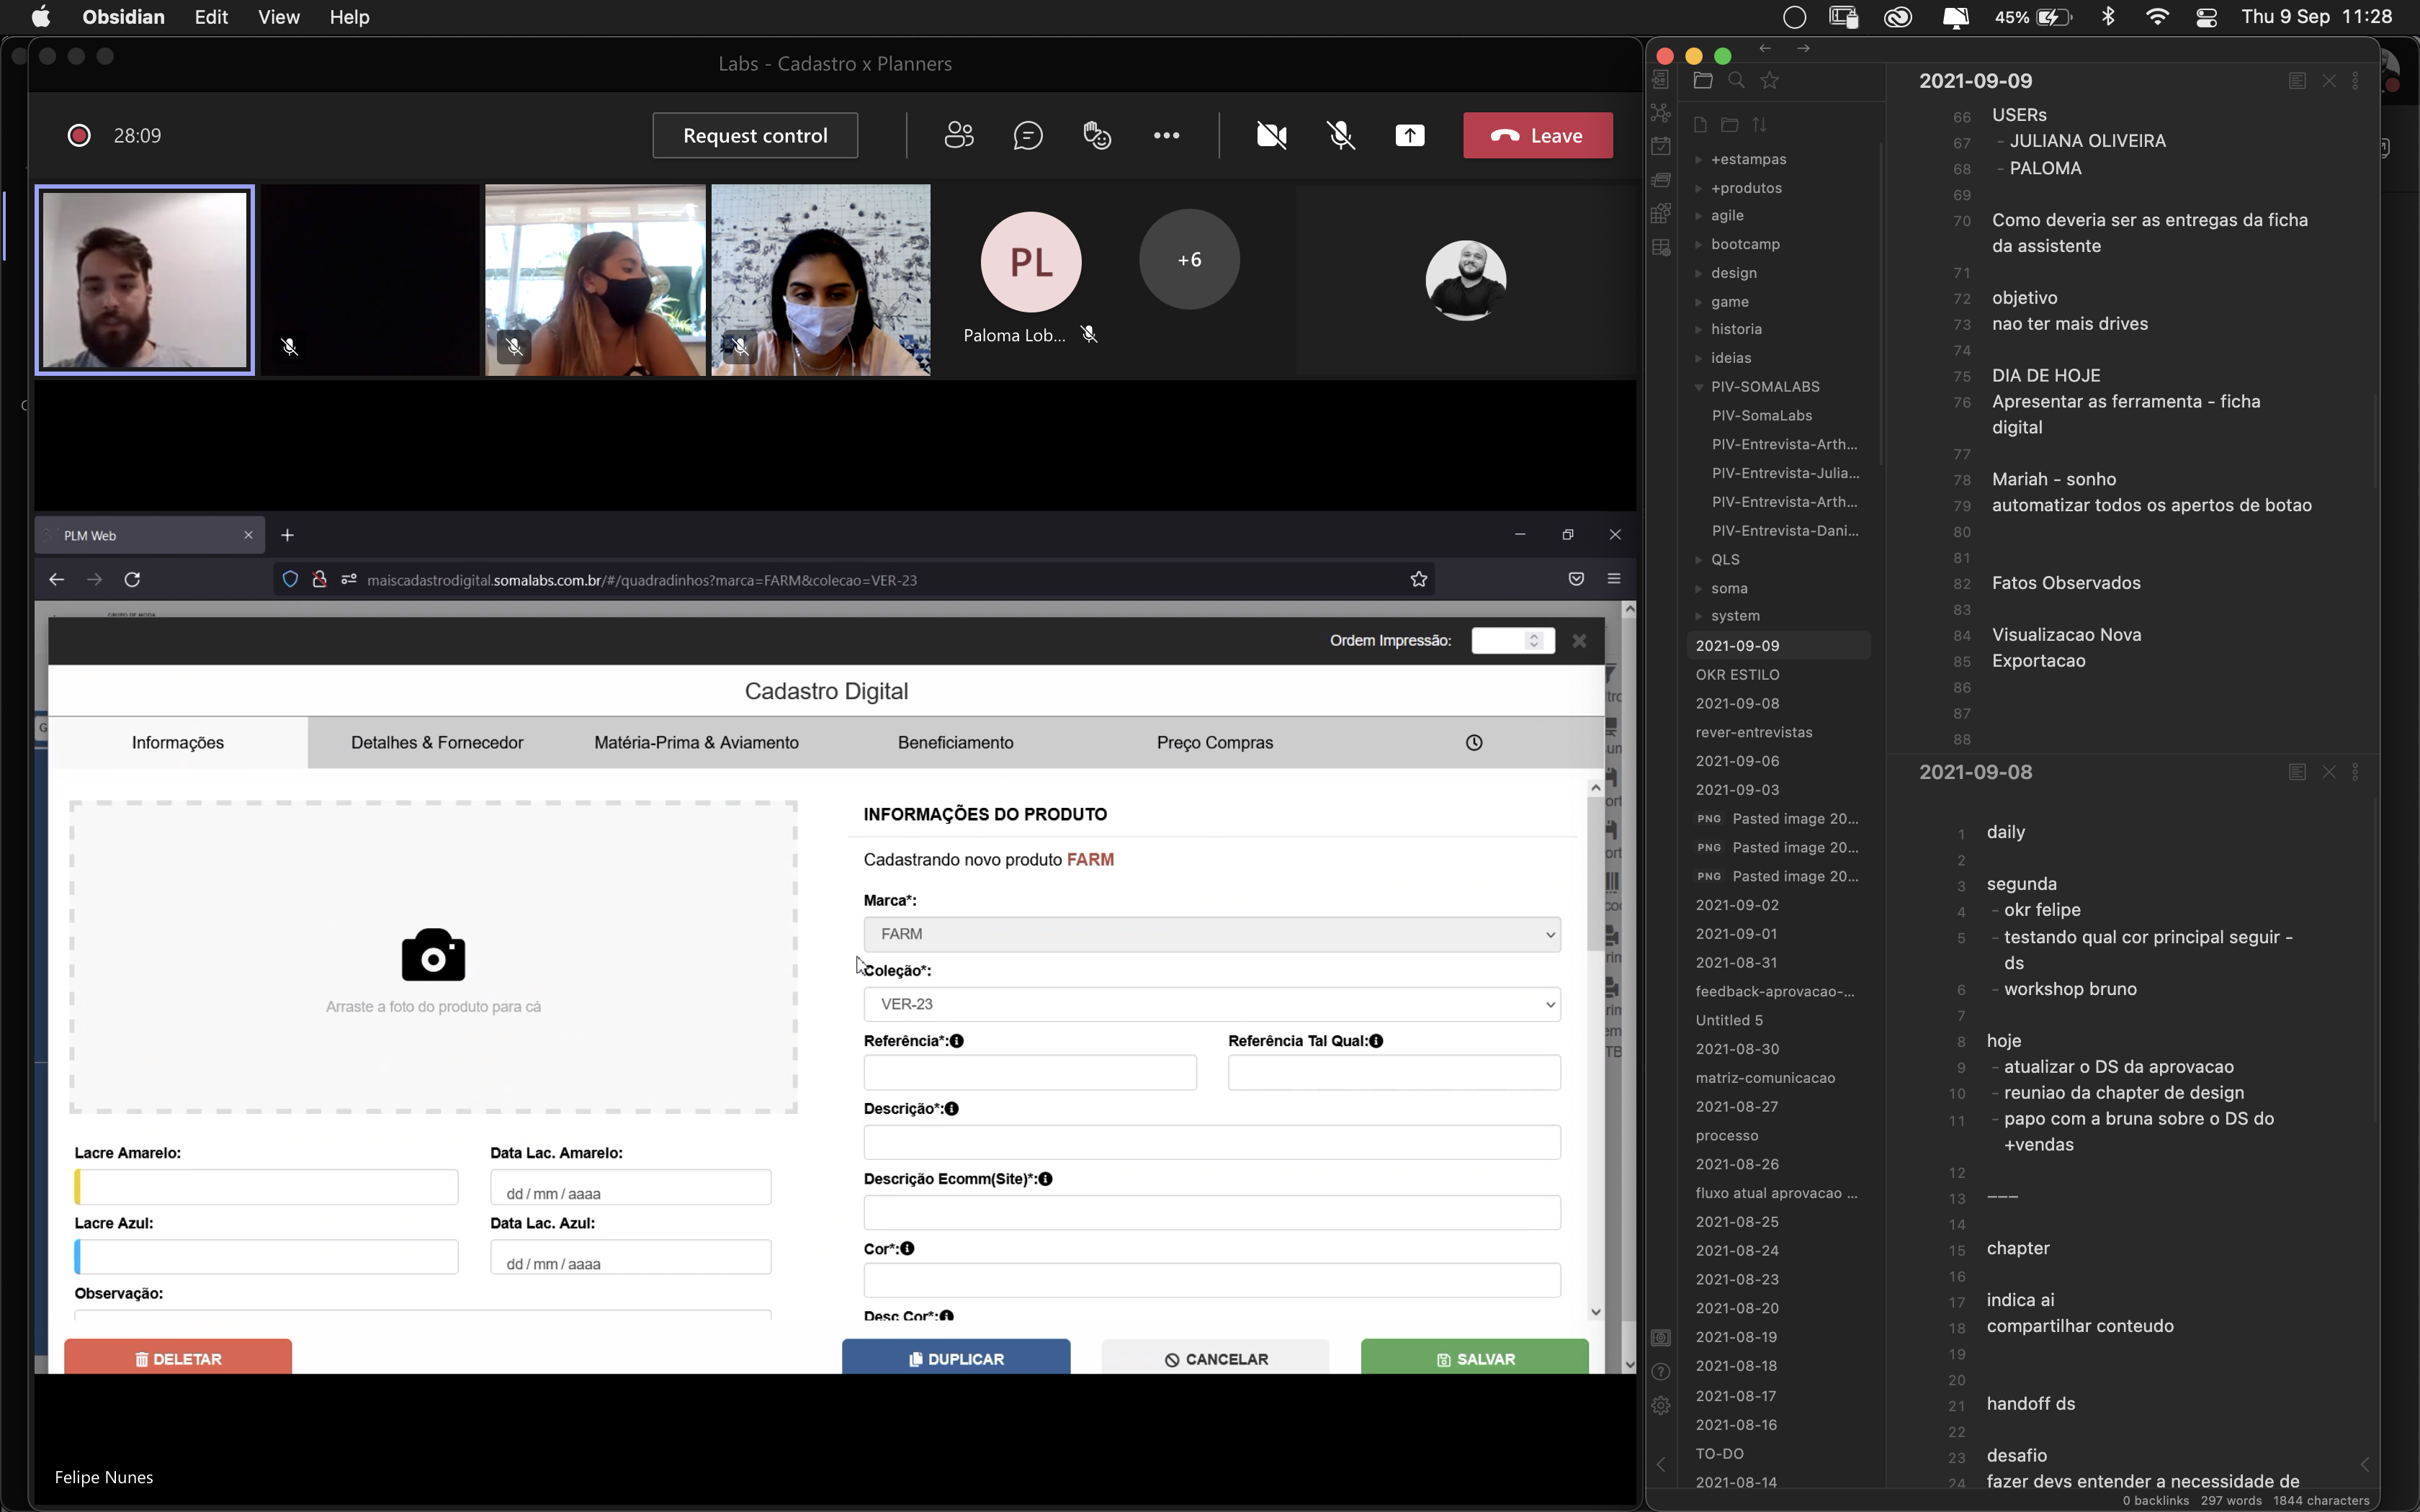 Obsidian Edit View Help
45%
Thu 9 Sep 11:28
Labs - Cadastro x Planners
28:09
Request control
Leave
PL
Paloma Lob...
+6
PLM Web
maiscadastrodigital.somalabs.com.br/#/quadradinhos?marca=FARM&colecao=VER-23
Ordem Impressão:
Cadastro Digital
Informações
Detalhes & Fornecedor
Matéria-Prima & Aviamento
Beneficiamento
Preço Compras
Arraste a foto do produto para cá
Lacre Amarelo:
Data Lac. Amarelo:
dd / mm / aaaa
Lacre Azul:
Data Lac. Azul:
dd / mm / aaaa
Observação:
INFORMAÇÕES DO PRODUTO
Cadastrando novo produto FARM
Marca*:
FARM
Coleção*:
VER-23
Referência*:
Referência Tal Qual:
Descrição*:
Descrição Ecomm(Site)*:
Cor*:
Desc Cor*:
DELETAR
DUPLICAR
CANCELAR
SALVAR
Felipe Nunes
+estampas
+produtos
agile
bootcamp
design
game
historia
ideias
PIV-SOMALABS
PIV-SomaLabs
PIV-Entrevista-Arth...
PIV-Entrevista-Julia...
PIV-Entrevista-Arth...
PIV-Entrevista-Dani...
QLS
soma
system
2021-09-09
OKR ESTILO
2021-09-08
rever-entrevistas
2021-09-06
2021-09-03
PNG Pasted image 20...
PNG Pasted image 20...
PNG Pasted image 20...
2021-09-02
2021-09-01
2021-08-31
feedback-aprovacao-...
Untitled 5
2021-08-30
matriz-comunicacao
2021-08-27
processo
2021-08-26
fluxo atual aprovacao ...
2021-08-25
2021-08-24
2021-08-23
2021-08-20
2021-08-19
2021-08-18
2021-08-17
2021-08-16
TO-DO
2021-08-14
2021-09-09
66 USERs
67 - JULIANA OLIVEIRA
68 - PALOMA
69
70 Como deveria ser as entregas da ficha
da assistente
71
72 objetivo
73 nao ter mais drives
74
75 DIA DE HOJE
76 Apresentar as ferramenta - ficha
digital
77
78 Mariah - sonho
79 automatizar todos os apertos de botao
80
81
82 Fatos Observados
83
84 Visualizacao Nova
85 Exportacao
86
87
88
2021-09-08
1 daily
2
3 segunda
4 - okr felipe
5 - testando qual cor principal seguir -
ds
6 - workshop bruno
7
8 hoje
9 - atualizar o DS da aprovacao
10 - reuniao da chapter de design
11 - papo com a bruna sobre o DS do
+vendas
12
13 ---
14
15 chapter
16
17 indica ai
18 compartilhar conteudo
19
20
21 handoff ds
22
23 desafio
24 fazer devs entender a necessidade de
0 backlinks 297 words 1844 characters